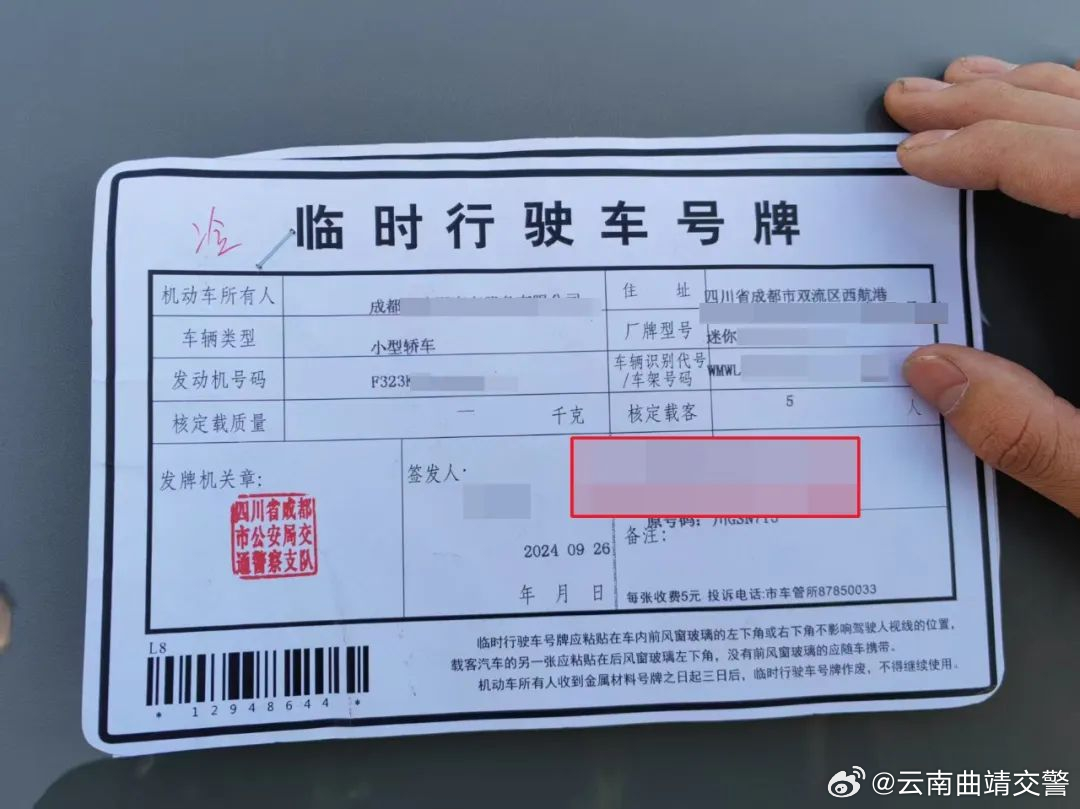 冷
临时行驶车号牌
机动车所有人 成都
住 址 四川省成都市双流区西航港
车辆类型 小型轿车
厂牌型号 迷你
发动机号码 F323
车辆识别代号/车架号码 WMWL
核定载质量 一 千克
核定载客 5 人
发牌机关章:
四川省成都
市公安局交
通警察支队
签发人:
2024 09 26
年 月 日
原号码:
备注:
每张收费5元 投诉电话:市车管所87850033
L8
*12948644*
临时行驶车号牌应粘贴在车内前风窗玻璃的左下角或右下角不影响驾驶人视线的位置,
载客汽车的另一张应粘贴在后风窗玻璃左下角,没有前风窗玻璃的应随车携带。
机动车所有人收到金属材料号牌之日起三日后,临时行驶车号牌作废,不得继续使用。
@云南曲靖交警